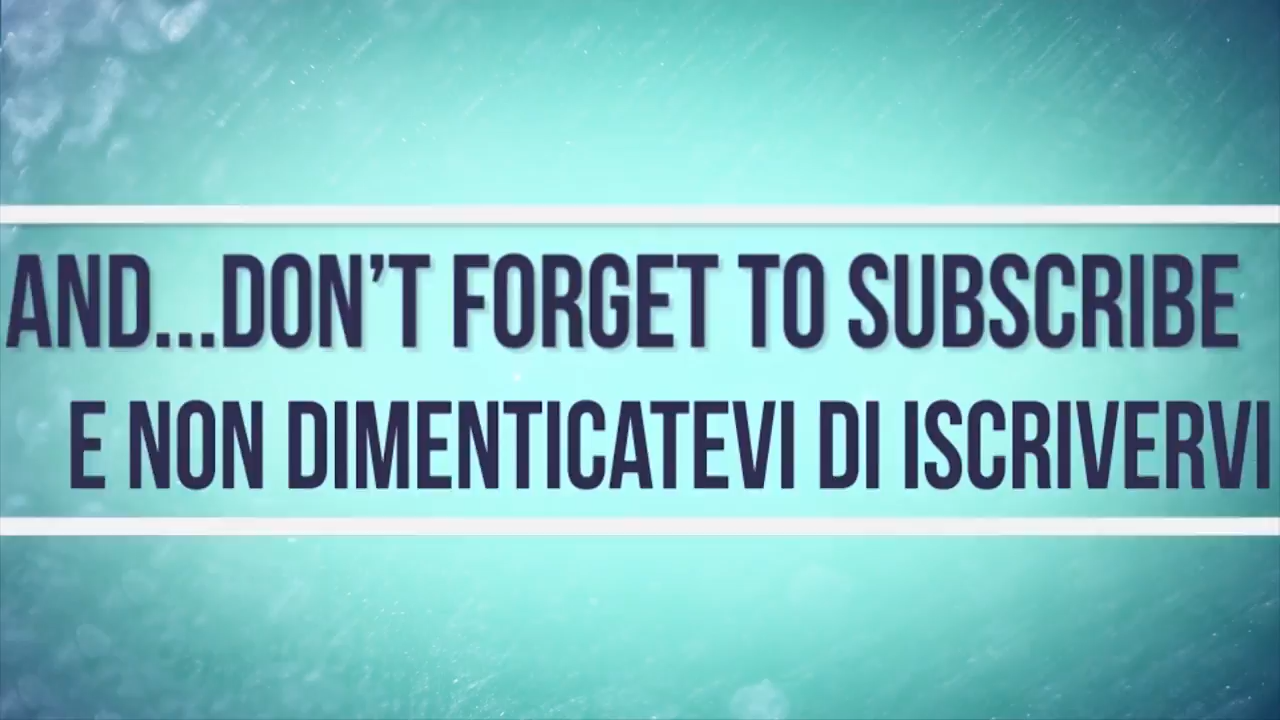 AND...DON’T FORGET TO SUBSCRIBE
E NON DIMENTICATEVI DI ISCRIVERVI